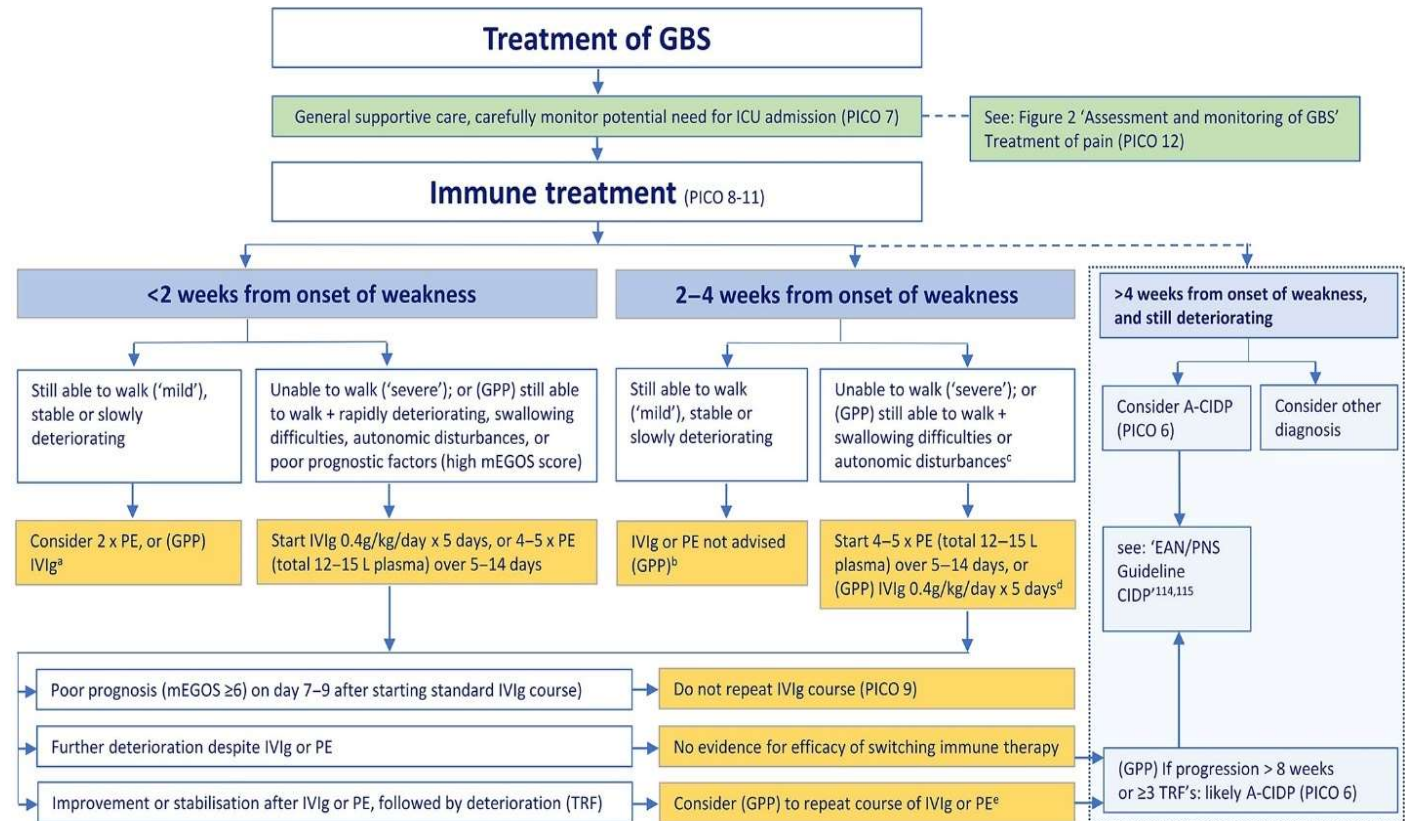 Treatment of GBS
General supportive care, carefully monitor potential need for ICU admission (PICO 7)
See: Figure 2 ‘Assessment and monitoring of GBS’
Treatment of pain (PICO 12)
Immune treatment (PICO 8-11)
<2 weeks from onset of weakness
2–4 weeks from onset of weakness
>4 weeks from onset of weakness,
and still deteriorating
Still able to walk (‘mild’),
stable or slowly
deteriorating
Unable to walk (‘severe’); or (GPP) still able
to walk + rapidly deteriorating, swallowing
difficulties, autonomic disturbances, or
poor prognostic factors (high mEGOS score)
Still able to walk
(‘mild’), stable or
slowly deteriorating
Unable to walk (‘severe’); or
(GPP) still able to walk +
swallowing difficulties or
autonomic disturbancesᶜ
Consider A-CIDP
(PICO 6)
Consider other
diagnosis
Consider 2 x PE, or (GPP)
IVIgᵃ
Start IVIg 0.4g/kg/day x 5 days, or 4–5 x PE
(total 12–15 L plasma) over 5–14 days
IVIg or PE not advised
(GPP)ᵇ
Start 4–5 x PE (total 12–15 L
plasma) over 5–14 days, or
(GPP) IVIg 0.4g/kg/day x 5 daysᵈ
see: ‘EAN/PNS
Guideline
CIDP’¹¹⁴,¹¹⁵
Poor prognosis (mEGOS ≥6) on day 7–9 after starting standard IVIg course)
Do not repeat IVIg course (PICO 9)
Further deterioration despite IVIg or PE
No evidence for efficacy of switching immune therapy
Improvement or stabilisation after IVIg or PE, followed by deterioration (TRF)
Consider (GPP) to repeat course of IVIg or PEᵉ
(GPP) If progression > 8 weeks
or ≥3 TRF’s: likely A-CIDP (PICO 6)